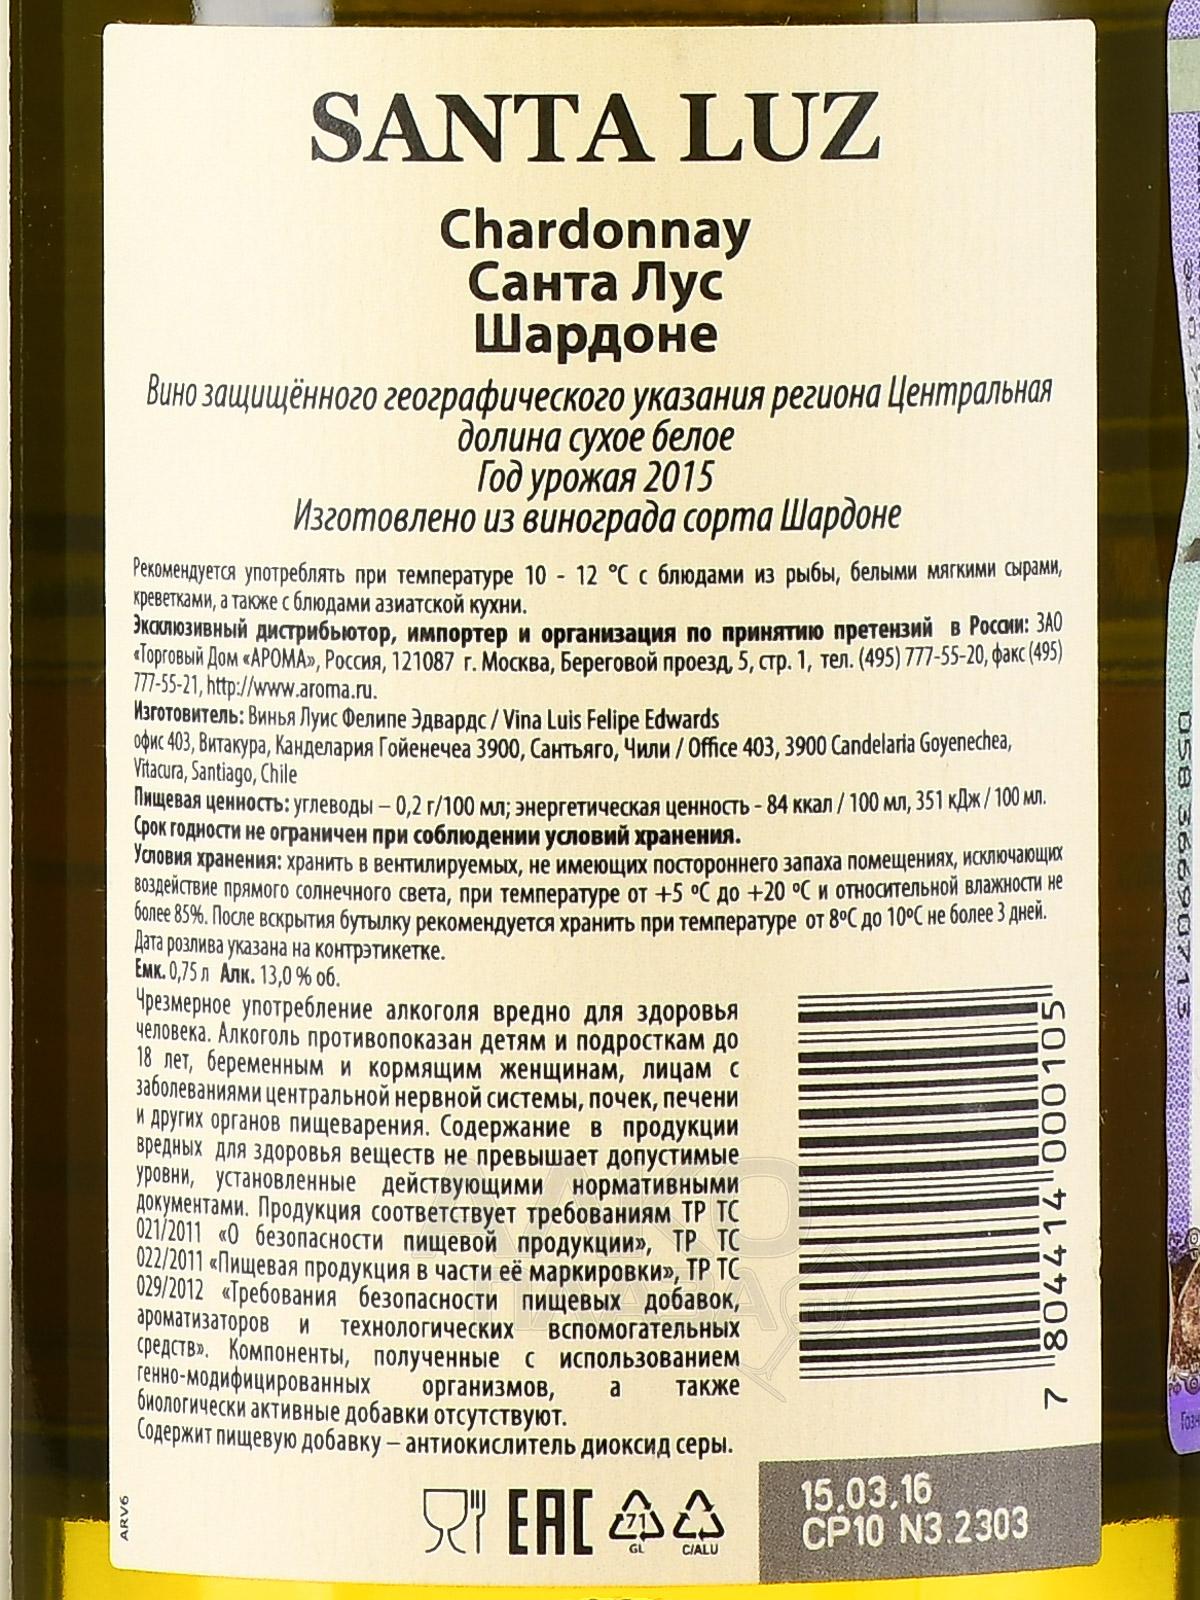 SANTA LUZ
Chardonnay
Санта Лус
Шардоне
Вино защищённого географического указания региона Центральная
долина сухое белое
Год урожая 2015
Изготовлено из винограда сорта Шардоне
Рекомендуется употреблять при температуре 10 - 12 °С с блюдами из рыбы, белыми мягкими сырами,
креветками, а также с блюдами азиатской кухни.
Эксклюзивный дистрибьютор, импортер и организация по принятию претензий в России: ЗАО
«Торговый Дом «АРОМА», Россия, 121087 г. Москва, Береговой проезд, 5, стр. 1, тел. (495) 777-55-20, факс (495)
777-55-21, http://www.aroma.ru.
Изготовитель: Винья Луис Фелипе Эдвардс / Vina Luis Felipe Edwards
офис 403, Витакура, Канделария Гойенечеа 3900, Сантьяго, Чили / Office 403, 3900 Candelaria Goyenechea,
Vitacura, Santiago, Chile
Пищевая ценность: углеводы – 0,2 г/100 мл; энергетическая ценность - 84 ккал / 100 мл, 351 кДж / 100 мл.
Срок годности не ограничен при соблюдении условий хранения.
Условия хранения: хранить в вентилируемых, не имеющих постороннего запаха помещениях, исключающих
воздействие прямого солнечного света, при температуре от +5 ºС до +20 ºС и относительной влажности не
более 85%. После вскрытия бутылку рекомендуется хранить при температуре от 8ºС до 10ºС не более 3 дней.
Дата розлива указана на контрэтикетке.
Емк. 0,75 л Алк. 13,0 % об.
Чрезмерное употребление алкоголя вредно для здоровья
человека. Алкоголь противопоказан детям и подросткам до
18 лет, беременным и кормящим женщинам, лицам с
заболеваниями центральной нервной системы, почек, печени
и других органов пищеварения. Содержание в продукции
вредных для здоровья веществ не превышает допустимые
уровни, установленные действующими нормативными
документами. Продукция соответствует требованиям ТР ТС
021/2011 «О безопасности пищевой продукции», ТР ТС
022/2011 «Пищевая продукция в части её маркировки», ТР ТС
029/2012 «Требования безопасности пищевых добавок,
ароматизаторов и технологических вспомогательных
средств». Компоненты, полученные с использованием
генно-модифицированных организмов, а также
биологически активные добавки отсутствуют.
Содержит пищевую добавку – антиокислитель диоксид серы.
7 804414 000105
ARV6
EAC
71
GL
C/ALU
15.03.16
CP10 N3.2303
058 366690713